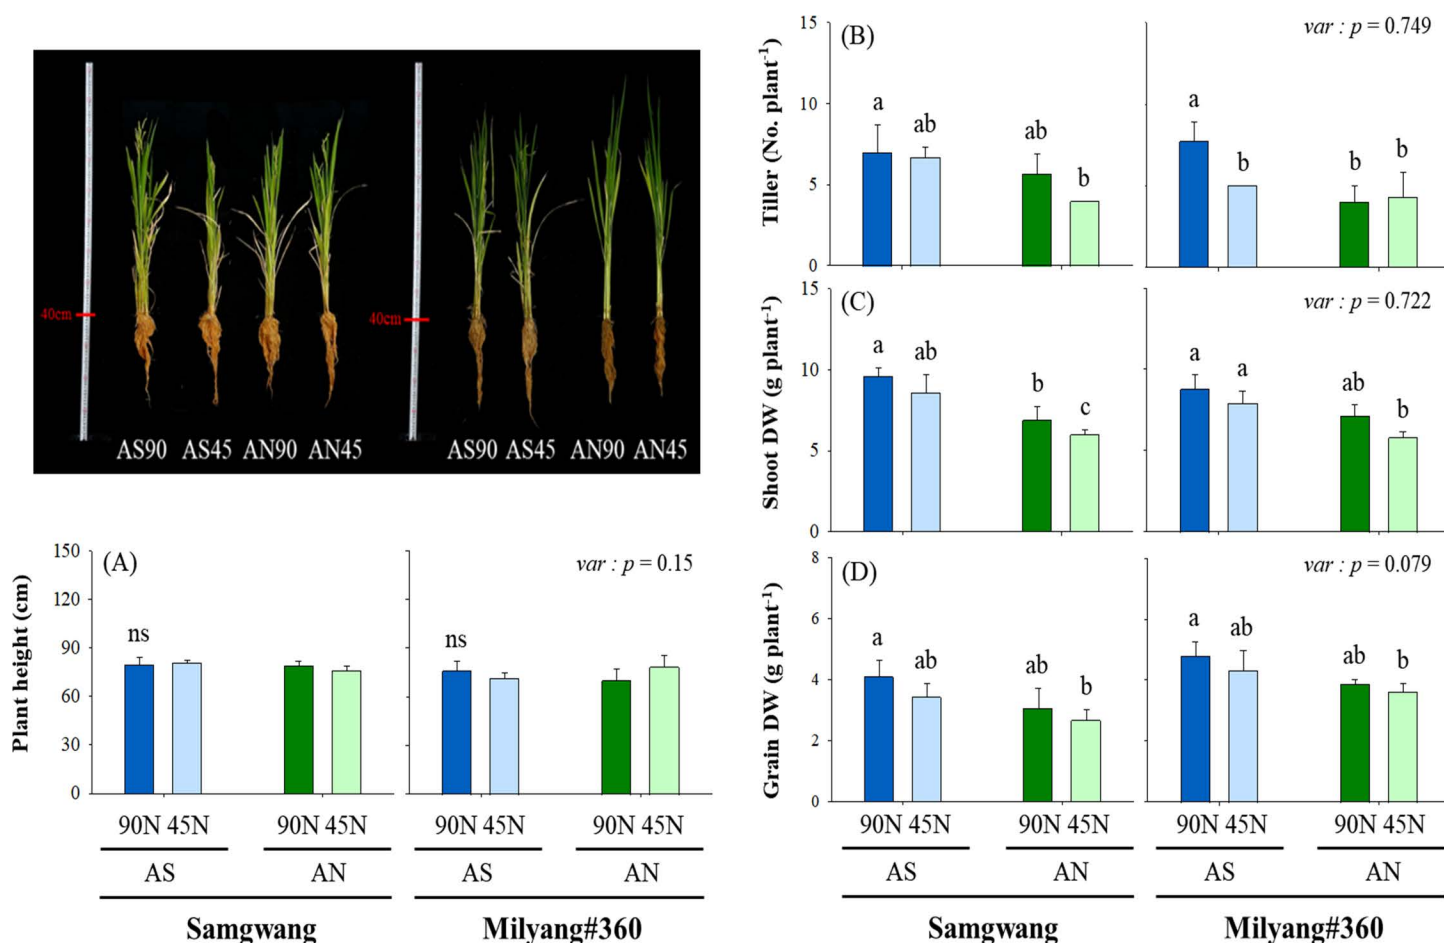 40cm
40cm
AS90 AS45 AN90 AN45
AS90 AS45 AN90 AN45
(A)
var : p = 0.15
Plant height (cm)
150
120
90
60
30
0
ns
ns
90N 45N
90N 45N
90N 45N
90N 45N
AS
AN
AS
AN
Samgwang
Milyang#360
(B)
var : p = 0.749
Tiller (No. plant⁻¹)
15
10
5
0
a
ab
ab
b
a
b
b
b
(C)
var : p = 0.722
Shoot DW (g plant⁻¹)
15
10
5
0
a
ab
b
c
a
a
ab
b
(D)
var : p = 0.079
Grain DW (g plant⁻¹)
8
6
4
2
0
a
ab
ab
b
a
ab
ab
b
90N 45N
90N 45N
90N 45N
90N 45N
AS
AN
AS
AN
Samgwang
Milyang#360